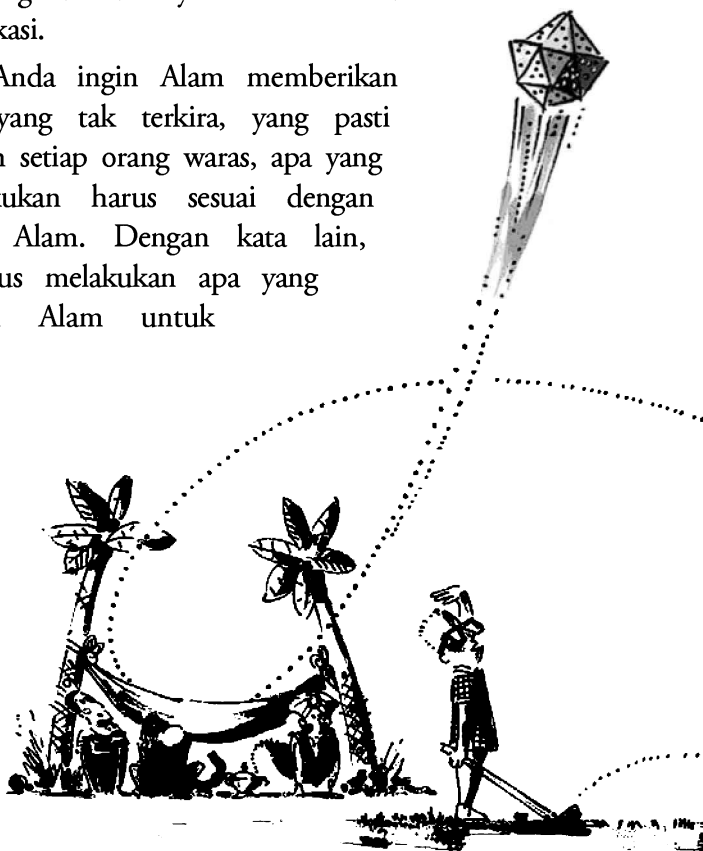 kasi.
Anda ingin Alam memberikan
yang tak terkira, yang pasti
setiap orang waras, apa yang
kukan harus sesuai dengan
Alam. Dengan kata lain,
us melakukan apa yang
Alam untuk